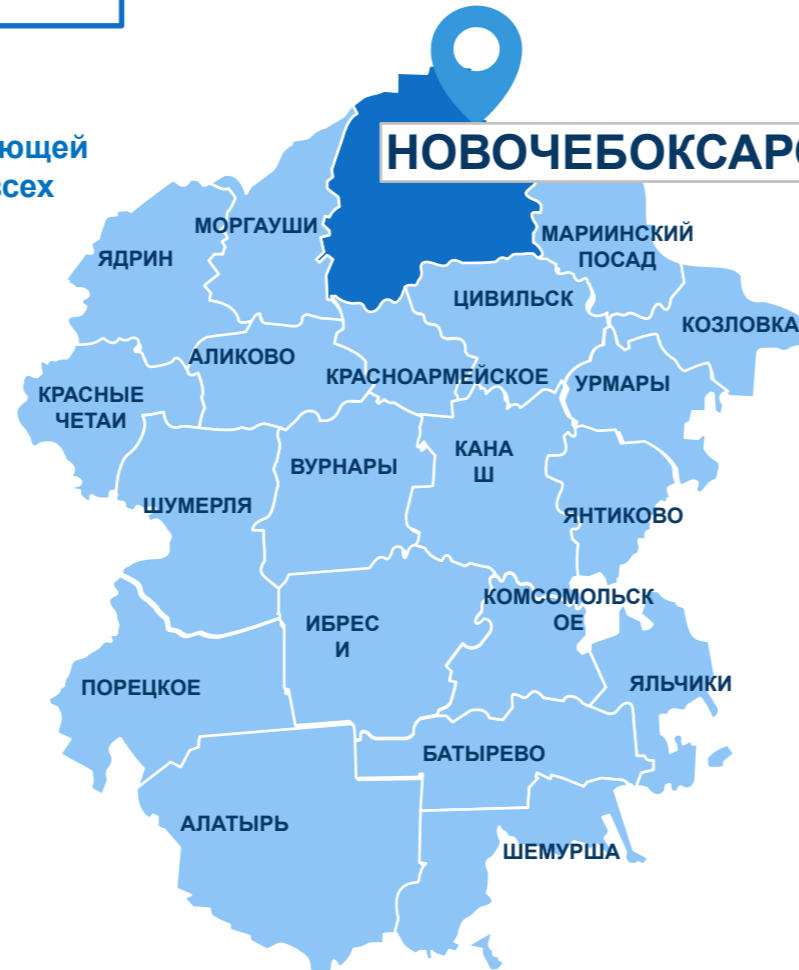 ющей
всех
НОВОЧЕБОКСАРС
МОРГАУШИ
ЯДРИН
МАРИИНСКИЙ
ПОСАД
ЦИВИЛЬСК
КОЗЛОВКА
АЛИКОВО
КРАСНОАРМЕЙСКОЕ
УРМАРЫ
КРАСНЫЕ
ЧЕТАИ
ВУРНАРЫ
КАНА
Ш
ШУМЕРЛЯ
ЯНТИКОВО
КОМСОМОЛЬСК
ОЕ
ИБРЕС
И
ПОРЕЦКОЕ
ЯЛЬЧИКИ
БАТЫРЕВО
АЛАТЫРЬ
ШЕМУРША